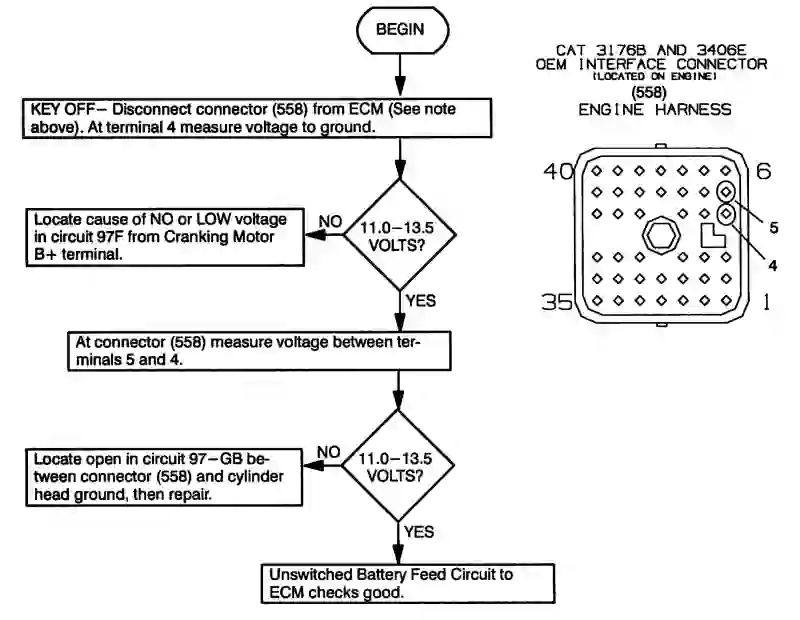 BEGIN
KEY OFF– Disconnect connector (558) from ECM (See note
above). At terminal 4 measure voltage to ground.
11.0–13.5
VOLTS?
NO
Locate cause of NO or LOW voltage
in circuit 97F from Cranking Motor
B+ terminal.
YES
At connector (558) measure voltage between ter-
minals 5 and 4.
11.0–13.5
VOLTS?
NO
Locate open in circuit 97–GB be-
tween connector (558) and cylinder
head ground, then repair.
YES
Unswitched Battery Feed Circuit to
ECM checks good.
CAT 3176B AND 3406E
OEM INTERFACE CONNECTOR
(LOCATED ON ENGINE)
(558)
ENGINE HARNESS
40
6
5
4
35
1